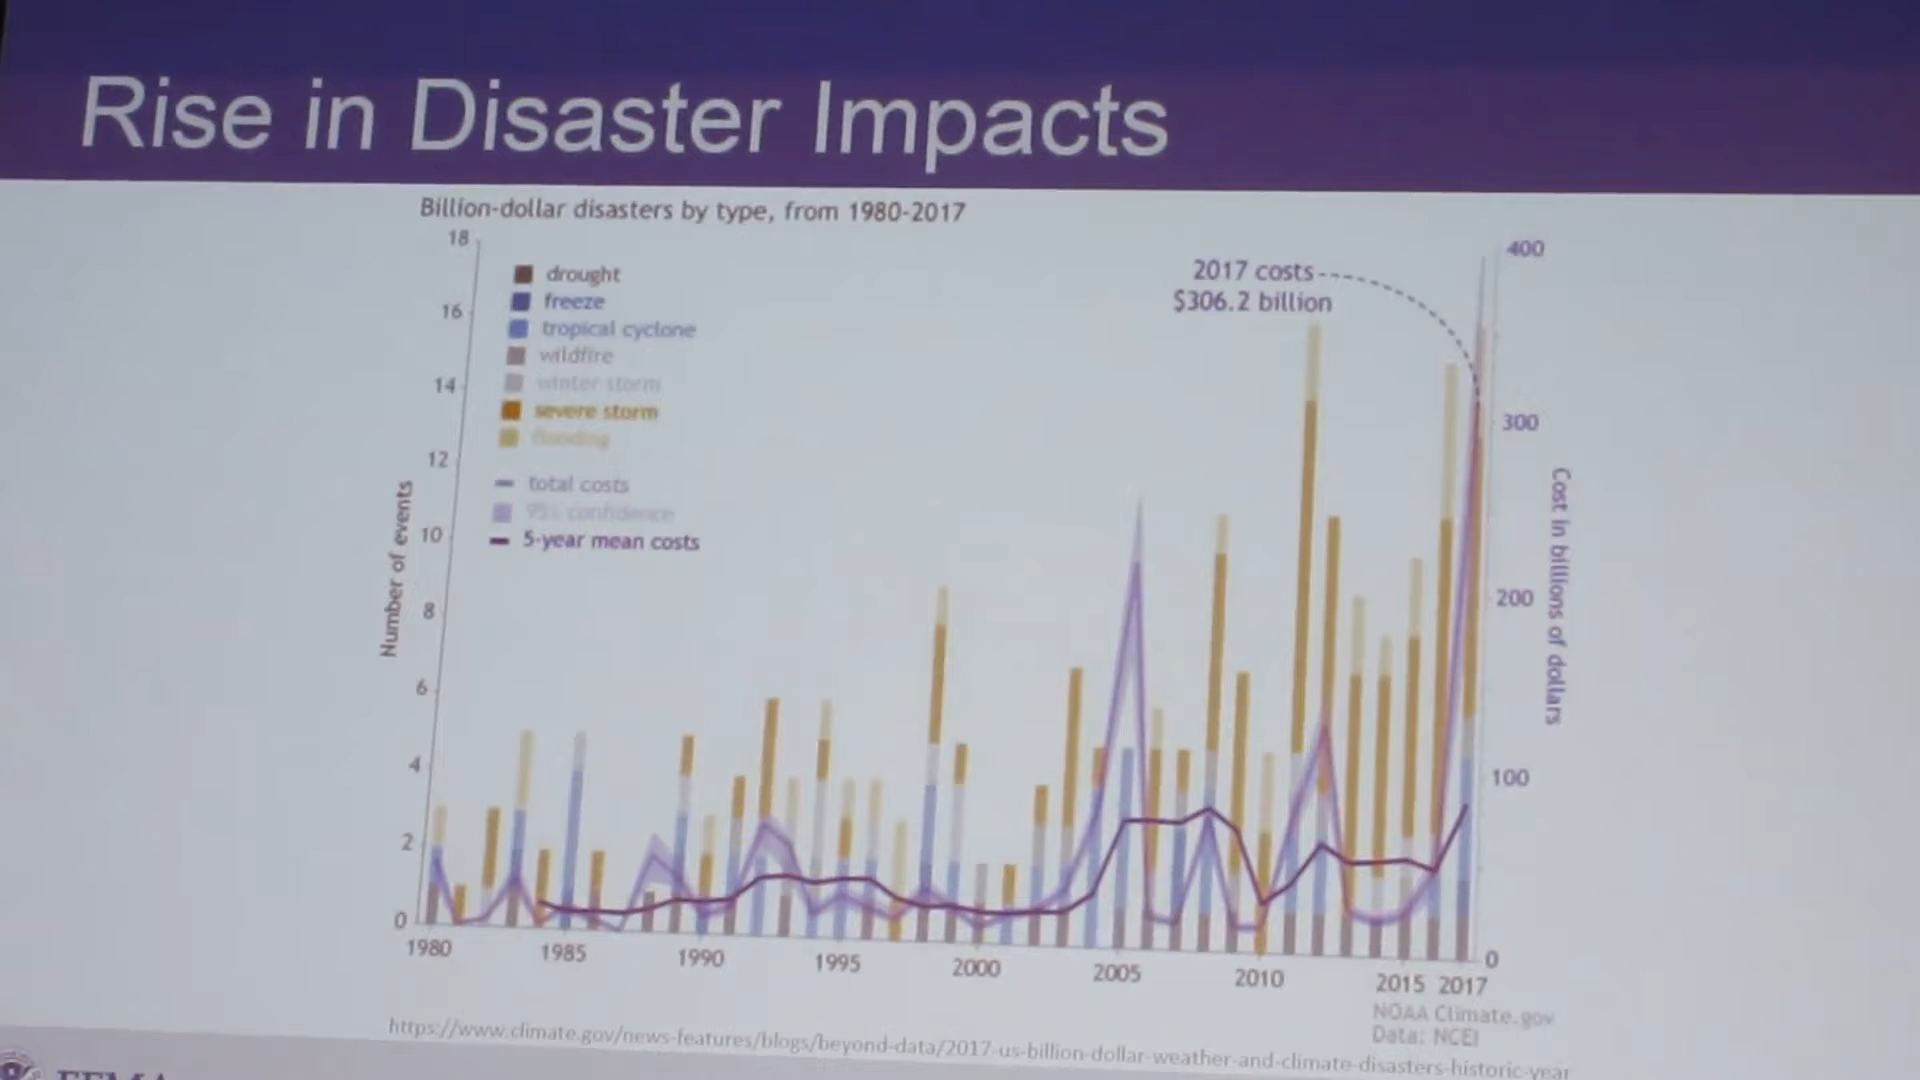 Rise in Disaster Impacts
Billion-dollar disasters by type, from 1980-2017
18
16
14
12
10
8
6
4
2
0
Number of events
drought
freeze
tropical cyclone
wildfire
winter storm
severe storm
flooding
total costs
95% confidence
5-year mean costs
2017 costs
$306.2 billion
400
300
200
100
0
Cost in billions of dollars
1980 1985 1990 1995 2000 2005 2010 2015 2017
NOAA Climate.gov
Data: NCEI
https://www.climate.gov/news-features/blogs/beyond-data/2017-us-billion-dollar-weather-and-climate-disasters-historic-year
FEMA